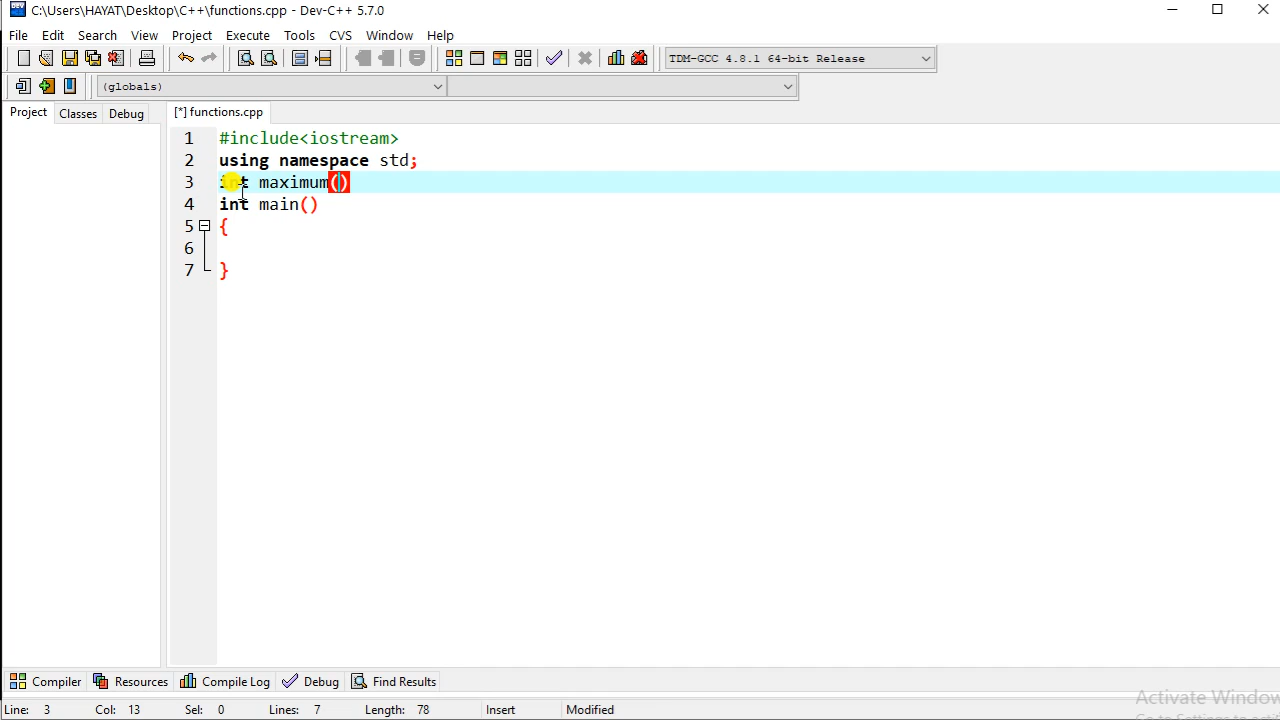 C:\Users\HAYAT\Desktop\C++\functions.cpp - Dev-C++ 5.7.0
File Edit Search View Project Execute Tools CVS Window Help
TDM-GCC 4.8.1 64-bit Release
(globals)
Project Classes Debug [*] functions.cpp
1 #include<iostream>
2 using namespace std;
3 int maximum()
4 int main()
5 {
6
7 }
Compiler Resources Compile Log Debug Find Results
Activate Window
Line: 3 Col: 13 Sel: 0 Lines: 7 Length: 78 Insert Modified